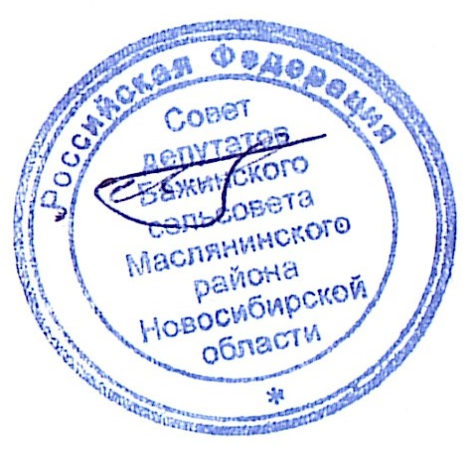 Российская Федерация
Совет
депутатов
Бажинского
сельсовета
Маслянинского
района
Новосибирской
области
*